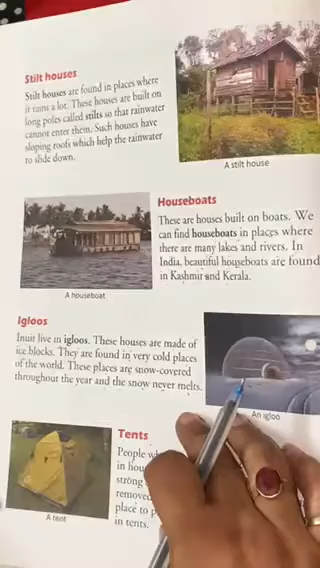 Stilt houses
Stilt houses are found in places where
it rains a lot. These houses are built on
long poles called stilts so that rainwater
cannot enter them. Such houses have
sloping roofs which help the rainwater
to slide down.
A stilt house
Houseboats
These are houses built on boats. We
can find houseboats in places where
there are many lakes and rivers. In
India, beautiful houseboats are found
in Kashmir and Kerala.
A houseboat
Igloos
Inuit live in igloos. These houses are made of
ice blocks. They are found in very cold places
of the world. These places are snow-covered
throughout the year and the snow never melts.
An igloo
Tents
People
in
strong
removed
place to
in tents.
A tent